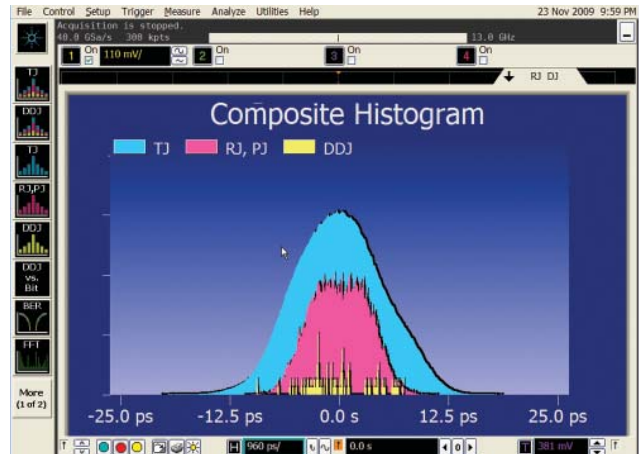 File Control Setup Trigger Measure Analyze Utilities Help 23 Nov 2009 9:59 PM
Acquisition is stopped.
40.0 GSa/s 308 kpts 13.0 GHz
1 On 110 mV/ 2 On 3 On 4 On
RJ DJ
TJ
DDJ
TJ
RJ,PJ
DDJ
DDJ
vs.
Bit
BER
FFT
More
(1 of 2)
Composite Histogram
TJ RJ, PJ DDJ
-25.0 ps -12.5 ps 0.0 s 12.5 ps 25.0 ps
H 960 ps/ 0.0 s 0 T 381 mV